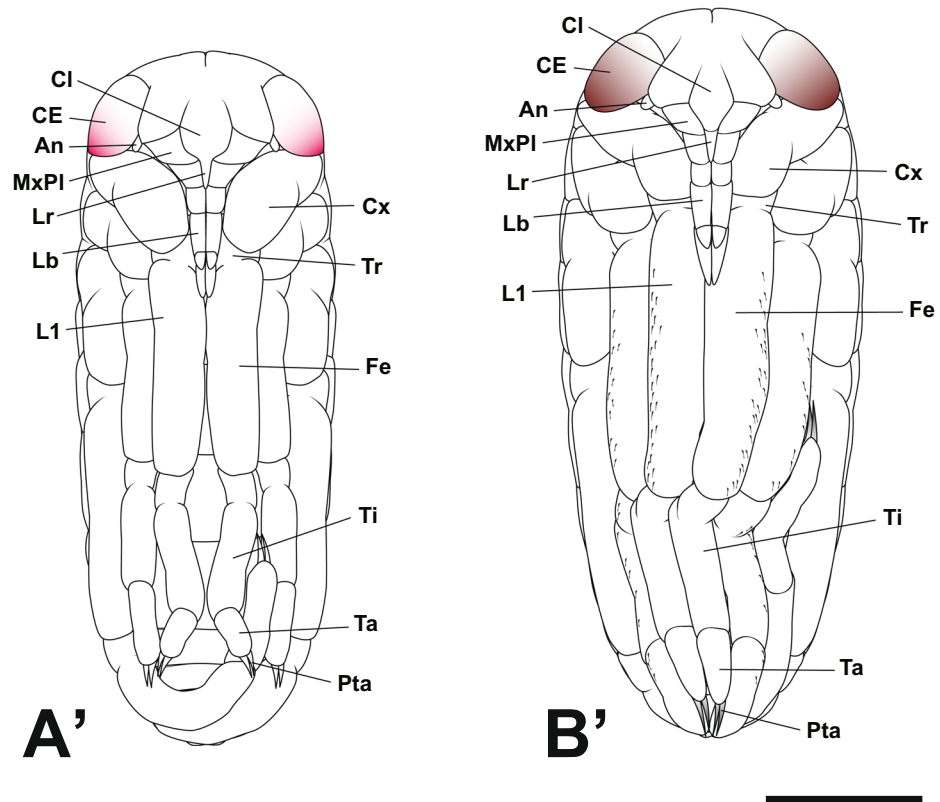 Cl
CE
An
MxPl
Lr
Lb
L1
Cx
Tr
Fe
Ti
Ta
Pta
A’
Cl
CE
An
MxPl
Lr
Lb
L1
Cx
Tr
Fe
Ti
Ta
Pta
B’